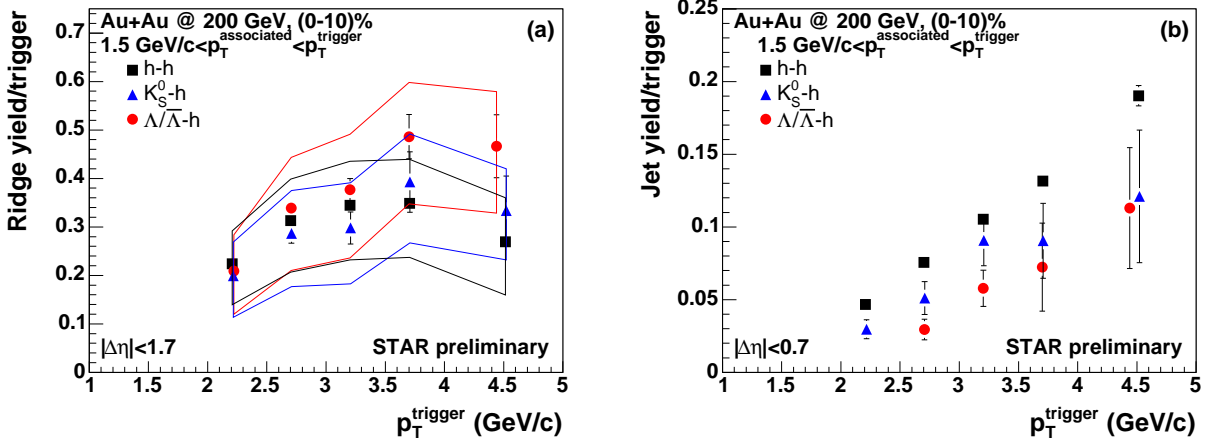 Au+Au @ 200 GeV, (0-10)%
(a)
1.5 GeV/c<p_T^associated<p_T^trigger
h-h
K_S^0-h
Λ/Λ̅-h
Ridge yield/trigger
0.7
0.6
0.5
0.4
0.3
0.2
0.1
0
|Δη|<1.7
STAR preliminary
1 1.5 2 2.5 3 3.5 4 4.5 5
p_T^trigger (GeV/c)
Au+Au @ 200 GeV, (0-10)%
(b)
1.5 GeV/c<p_T^associated<p_T^trigger
h-h
K_S^0-h
Λ/Λ̅-h
Jet yield/trigger
0.25
0.2
0.15
0.1
0.05
0
|Δη|<0.7
STAR preliminary
1 1.5 2 2.5 3 3.5 4 4.5 5
p_T^trigger (GeV/c)